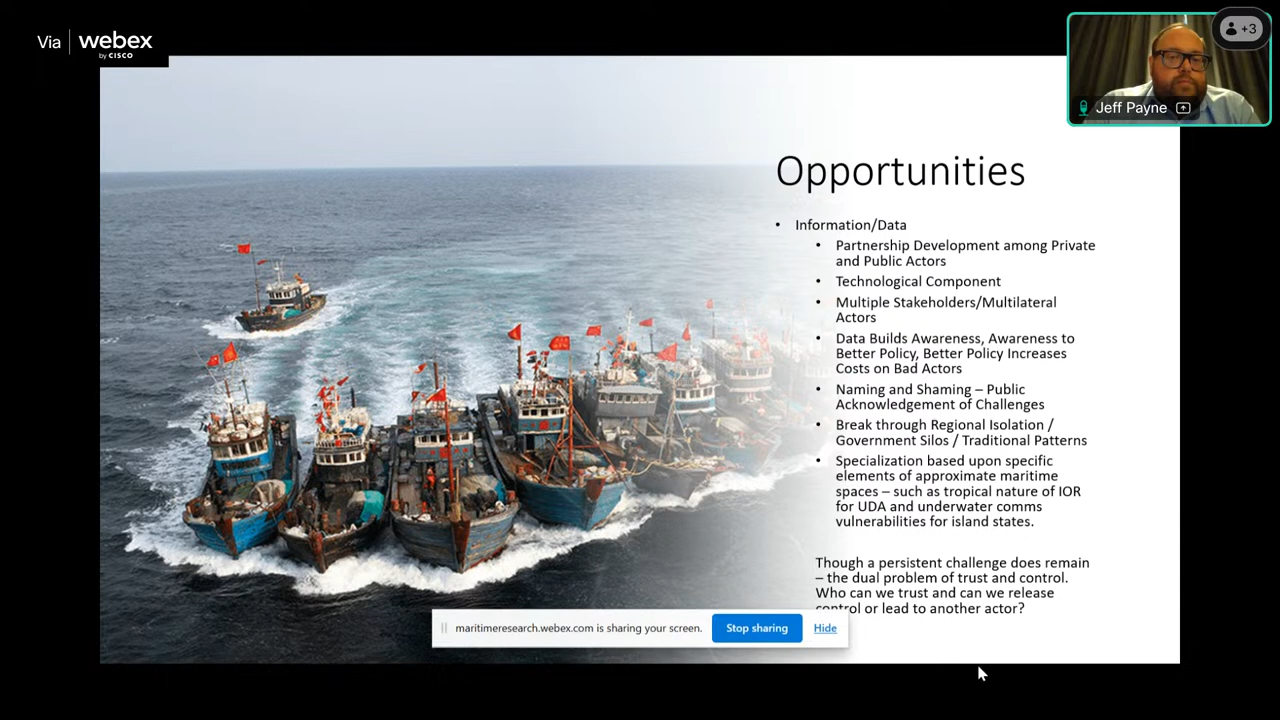 Via webex
by CISCO
+3
Jeff Payne
Opportunities
• Information/Data
• Partnership Development among Private
and Public Actors
• Technological Component
• Multiple Stakeholders/Multilateral
Actors
• Data Builds Awareness, Awareness to
Better Policy, Better Policy Increases
Costs on Bad Actors
• Naming and Shaming – Public
Acknowledgement of Challenges
• Break through Regional Isolation /
Government Silos / Traditional Patterns
• Specialization based upon specific
elements of approximate maritime
spaces – such as tropical nature of IOR
for UDA and underwater comms
vulnerabilities for island states.
Though a persistent challenge does remain
– the dual problem of trust and control.
Who can we trust and can we release
control or lead to another actor?
maritimeresearch.webex.com is sharing your screen. Stop sharing Hide